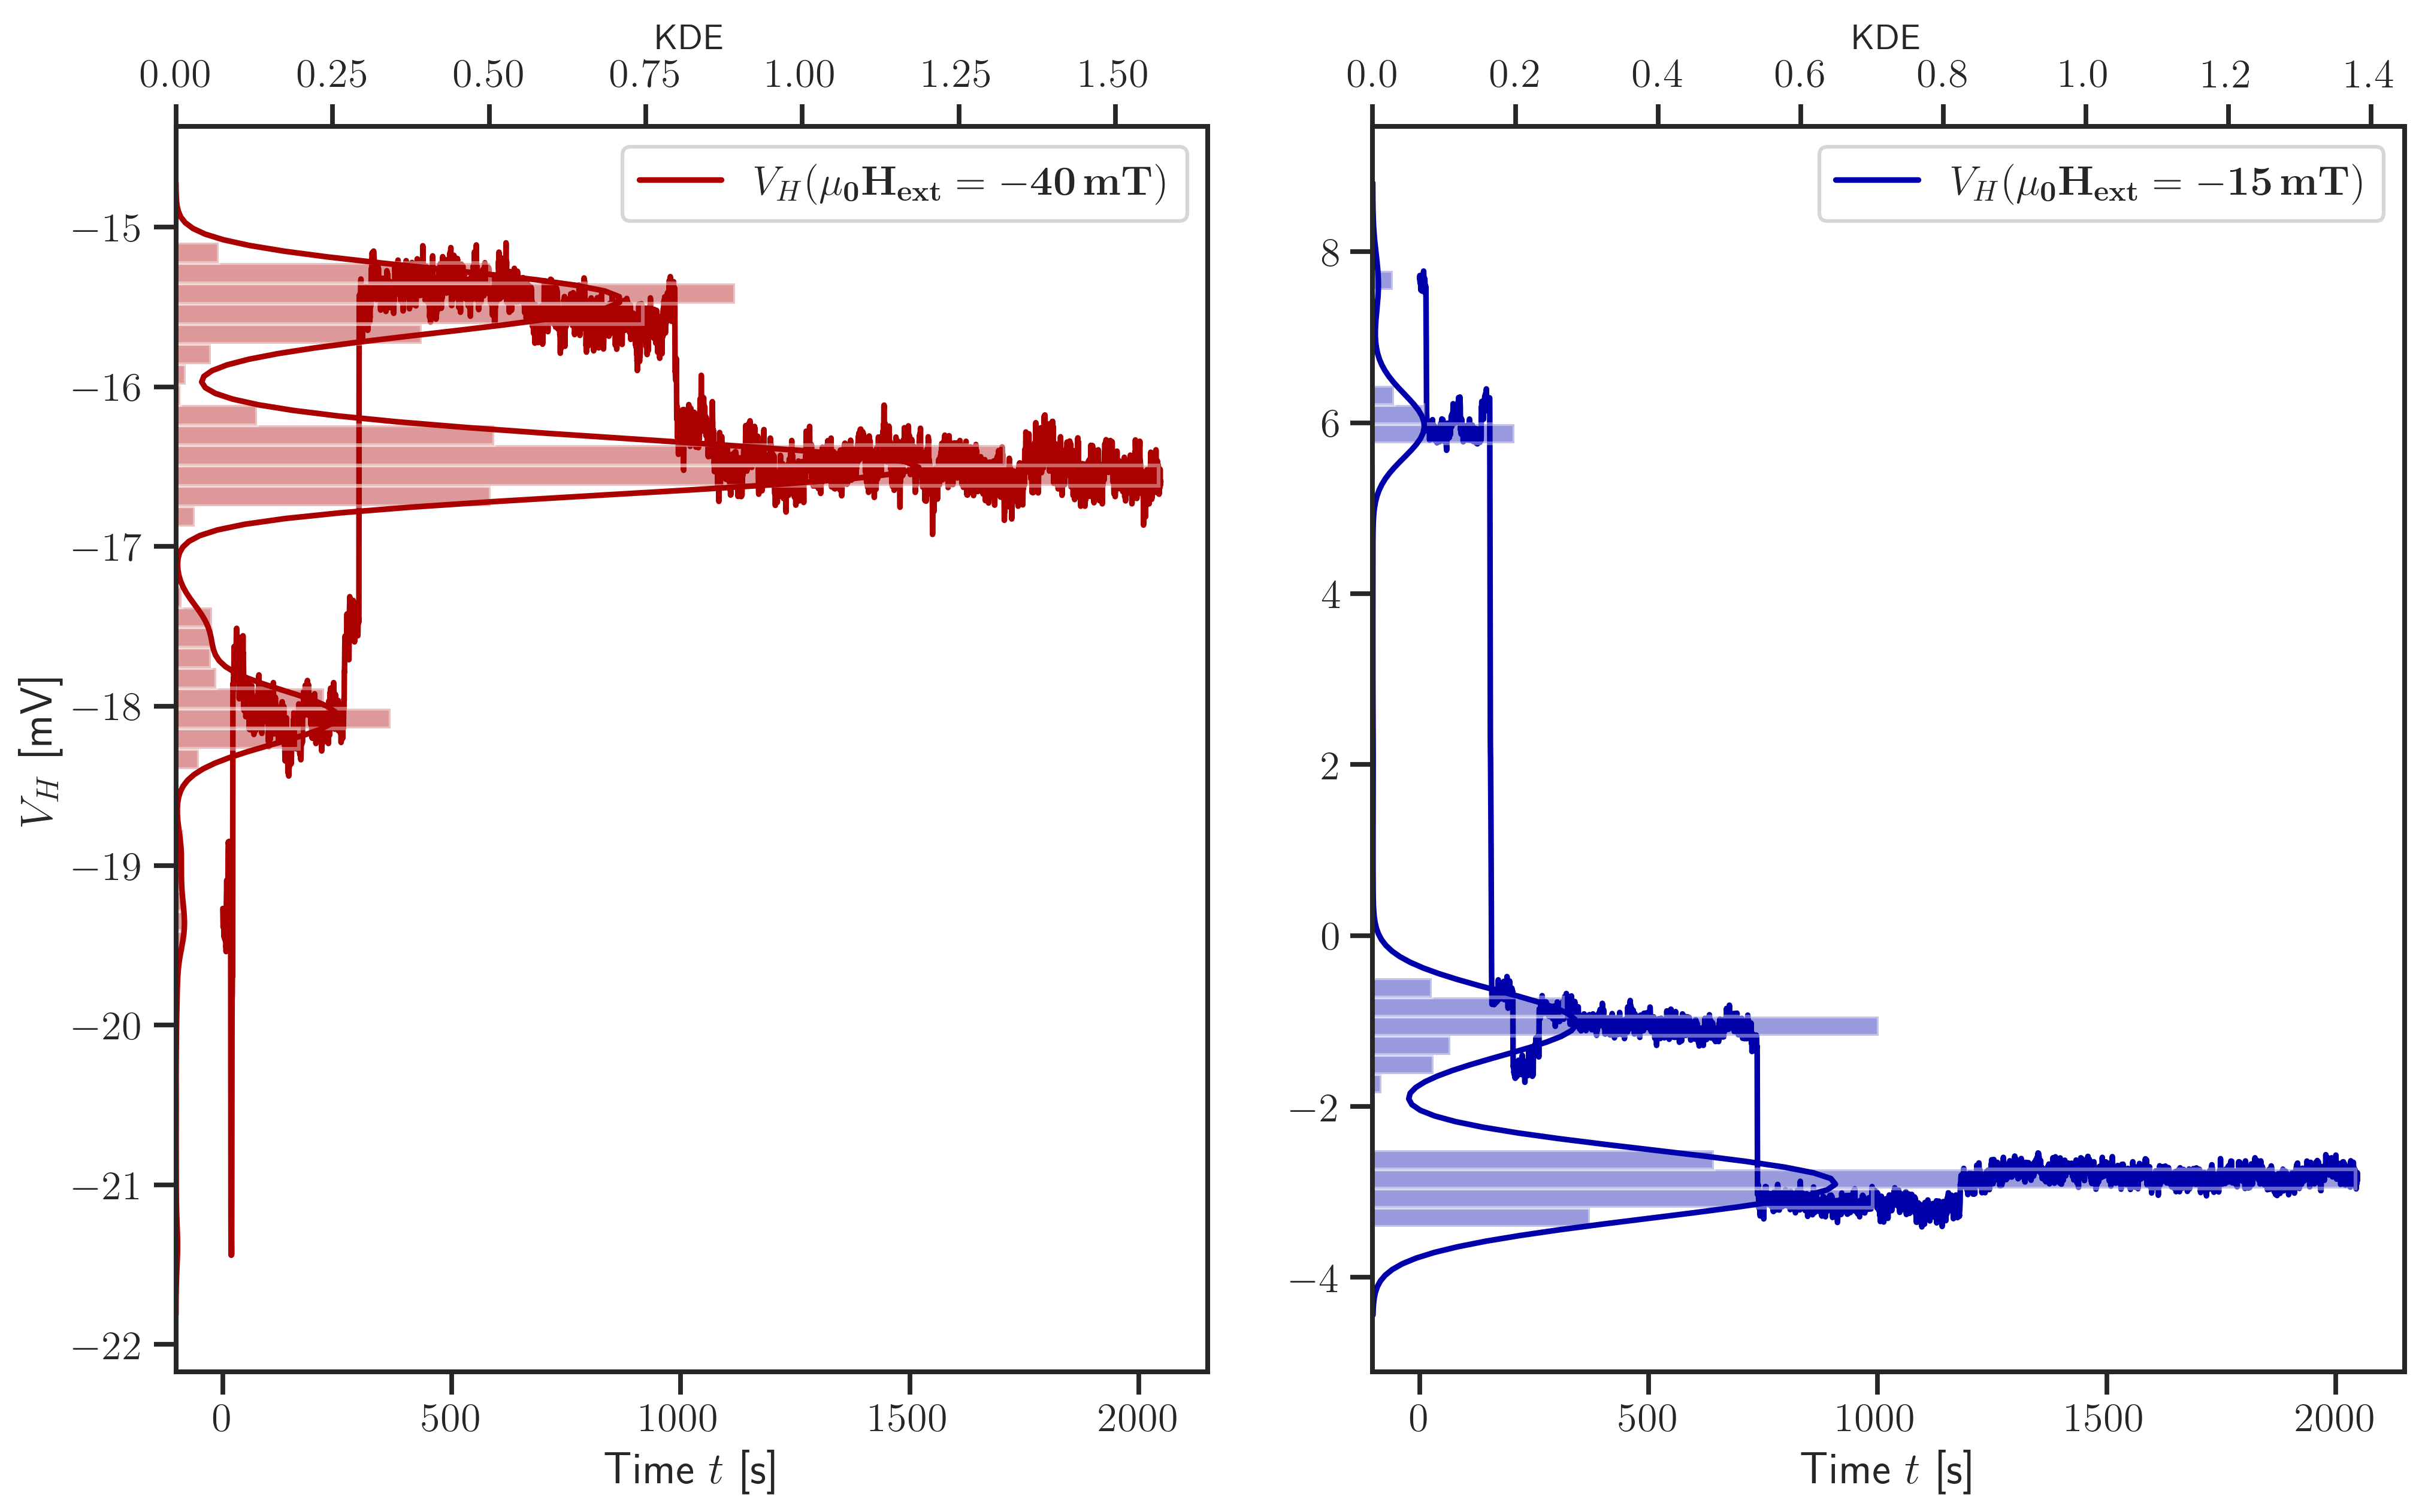 KDE
0.00 0.25 0.50 0.75 1.00 1.25 1.50
V_H(μ₀H_ext = −40 mT)
−15
−16
−17
−18
−19
−20
−21
−22
V_H [mV]
0 500 1000 1500 2000
Time t [s]
KDE
0.0 0.2 0.4 0.6 0.8 1.0 1.2 1.4
V_H(μ₀H_ext = −15 mT)
8
6
4
2
0
−2
−4
0 500 1000 1500 2000
Time t [s]